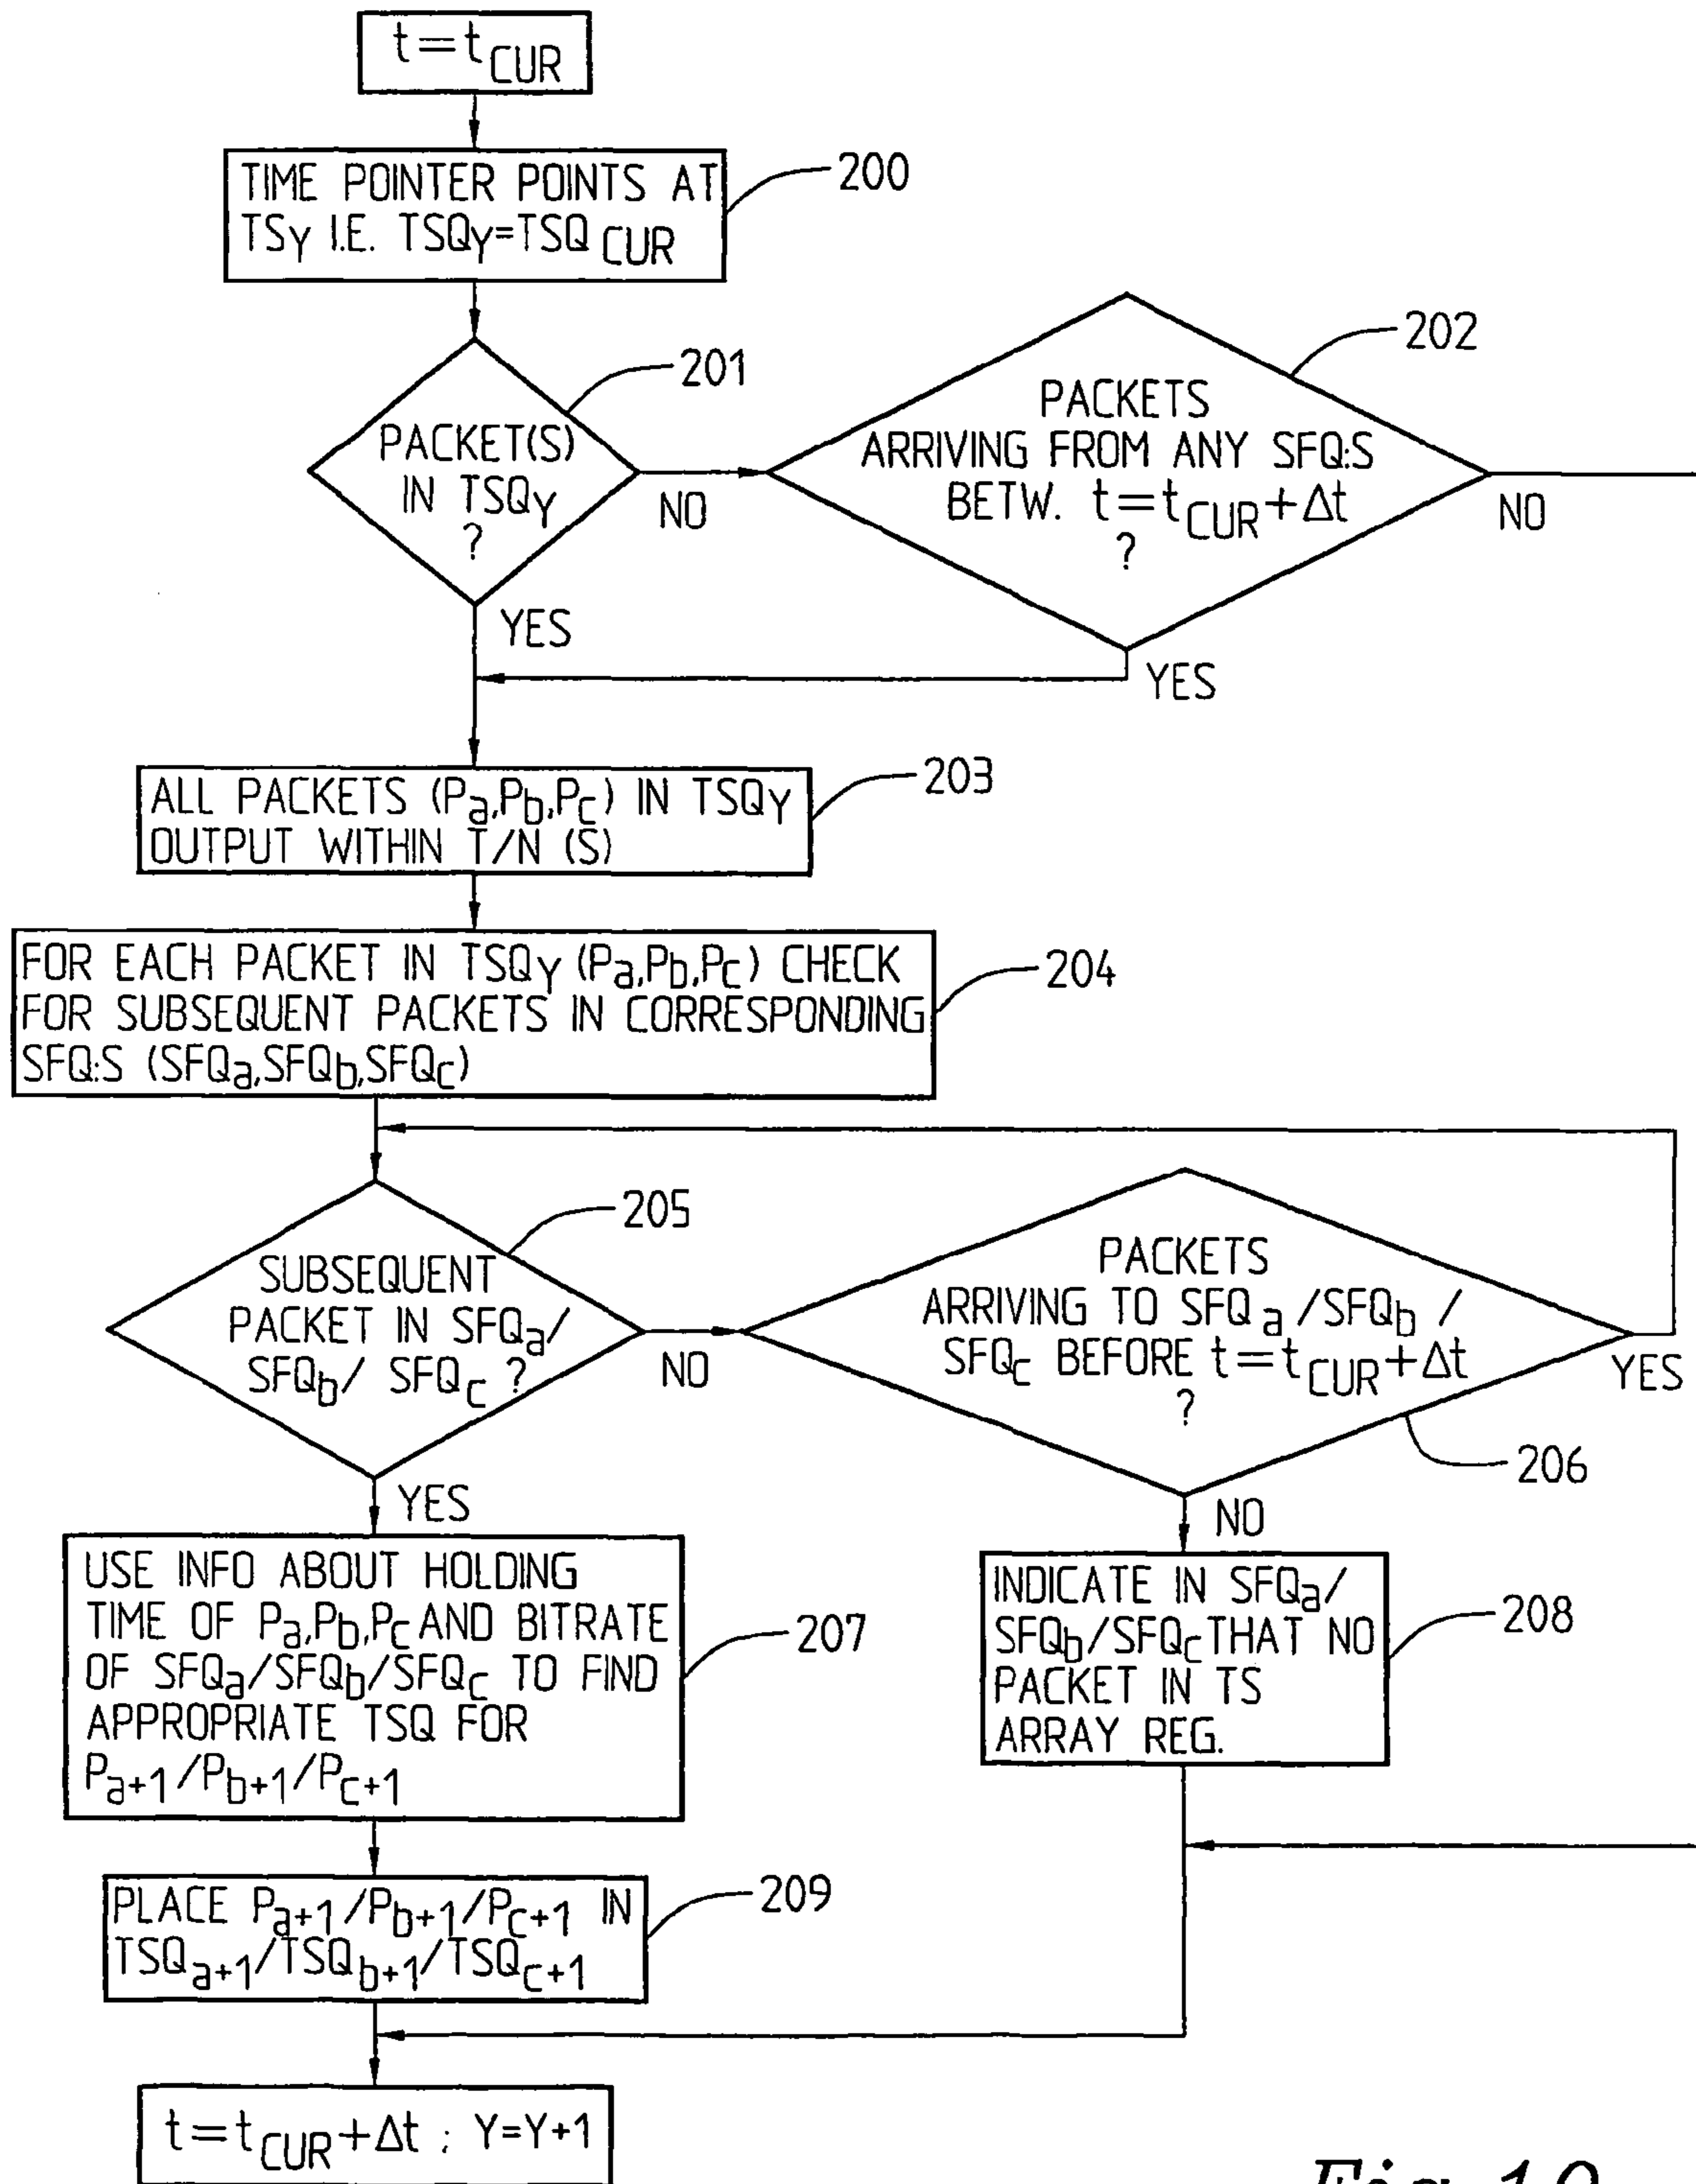 t=tCUR
TIME POINTER POINTS AT
TSY I.E. TSQY=TSQ CUR
200
201
PACKET(S)
IN TSQY
?
NO
YES
202
PACKETS
ARRIVING FROM ANY SFQ:S
BETW. t=tCUR+Δt
?
NO
YES
ALL PACKETS (Pa,Pb,Pc) IN TSQY
OUTPUT WITHIN T/N (S)
203
FOR EACH PACKET IN TSQY (Pa,Pb,Pc) CHECK
FOR SUBSEQUENT PACKETS IN CORRESPONDING
SFQ:S (SFQa,SFQb,SFQc)
204
205
SUBSEQUENT
PACKET IN SFQa/
SFQb/ SFQc ?
NO
YES
PACKETS
ARRIVING TO SFQa /SFQb /
SFQc BEFORE t=tCUR+Δt
?
YES
206
NO
USE INFO ABOUT HOLDING
TIME OF Pa,Pb,Pc AND BITRATE
OF SFQa/SFQb/SFQc TO FIND
APPROPRIATE TSQ FOR
Pa+1/Pb+1/Pc+1
207
INDICATE IN SFQa/
SFQb/SFQc THAT NO
PACKET IN TS
ARRAY REG.
208
PLACE Pa+1/Pb+1/Pc+1 IN
TSQa+1/TSQb+1/TSQc+1
209
t=tCUR+Δt ; Y=Y+1